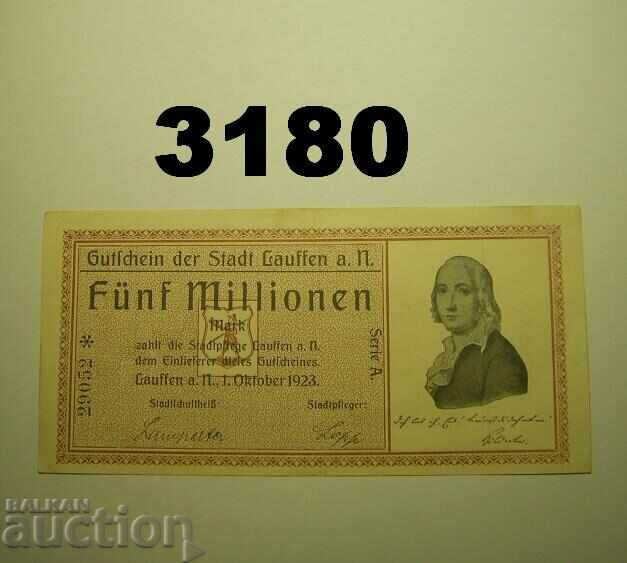 3180
Gutschein der Stadt Lauffen a. N.
Fünf Millionen
Mark
zahlt die Stadtpflege Lauffen a. N.
dem Einlieferer dieses Gutscheines.
Lauffen a. N., 1. Oktober 1923.
Stadtschultheiß Stadtpfleger:
29052 *
Serie A.
BALKAN
auction